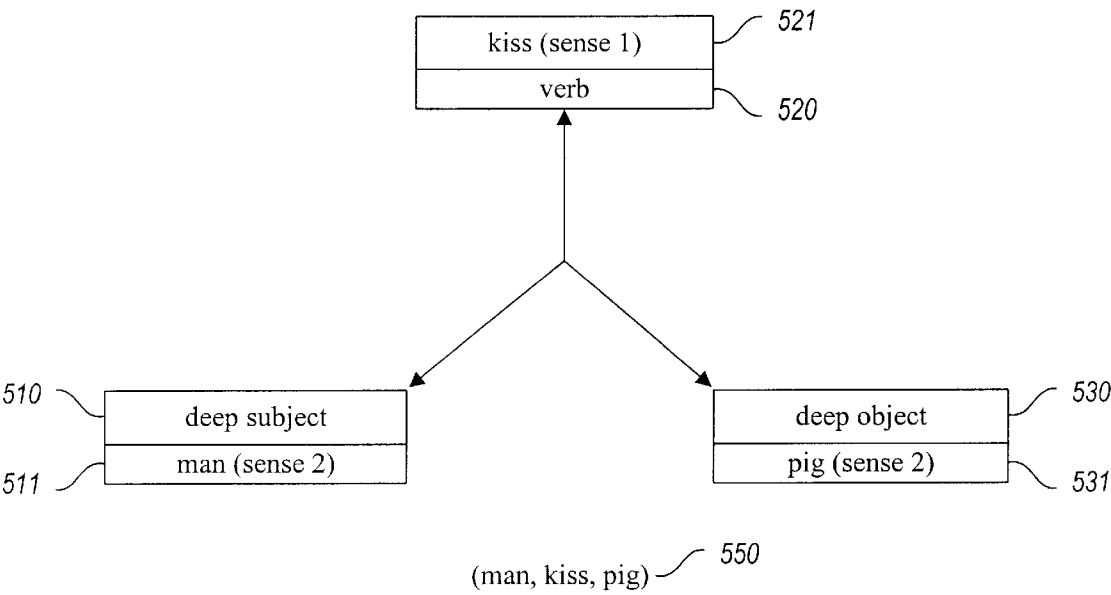 521
kiss (sense 1)
verb
520
510
530
deep subject
deep object
man (sense 2)
pig (sense 2)
511
531
550
(man, kiss, pig)